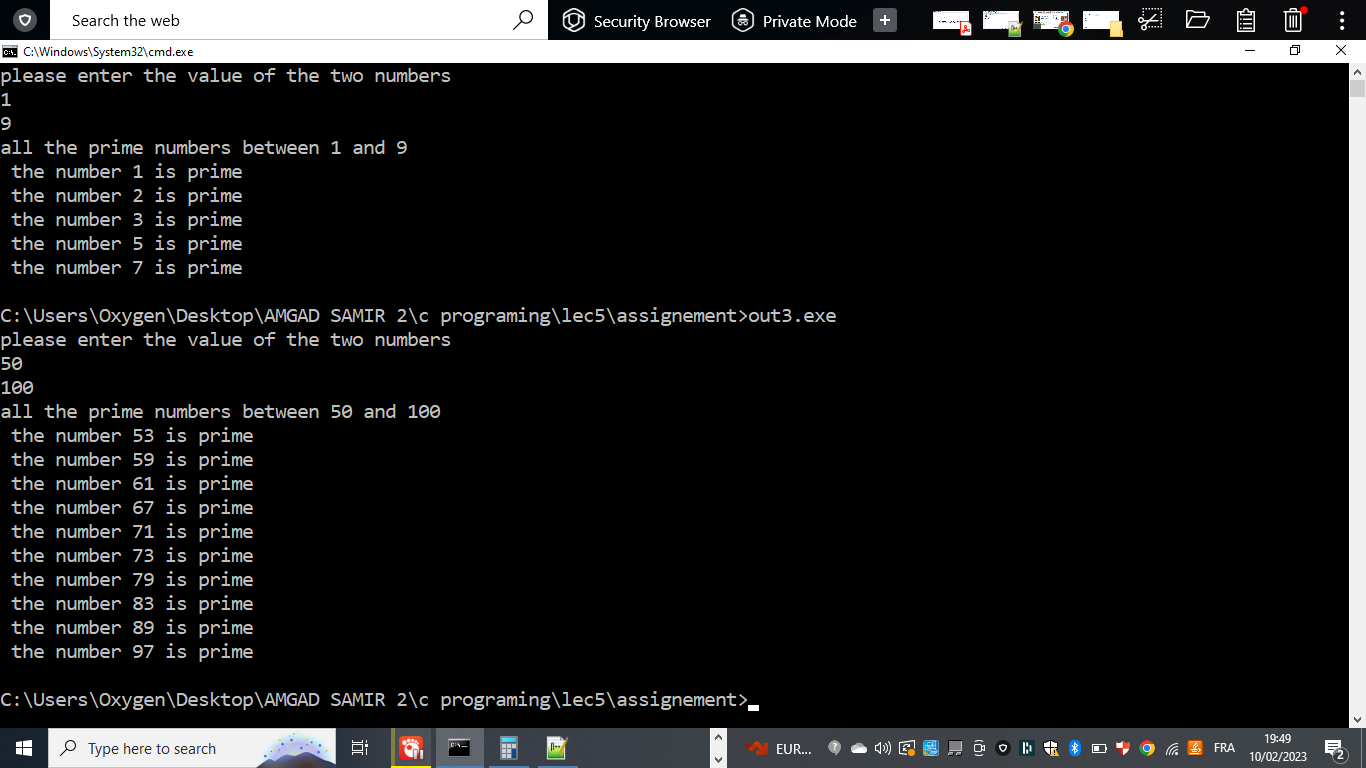 Search the web
Security Browser
Private Mode
C:\Windows\System32\cmd.exe
please enter the value of the two numbers
1
9
all the prime numbers between 1 and 9
the number 1 is prime
the number 2 is prime
the number 3 is prime
the number 5 is prime
the number 7 is prime
C:\Users\Oxygen\Desktop\AMGAD SAMIR 2\c programing\lec5\assignement>out3.exe
please enter the value of the two numbers
50
100
all the prime numbers between 50 and 100
the number 53 is prime
the number 59 is prime
the number 61 is prime
the number 67 is prime
the number 71 is prime
the number 73 is prime
the number 79 is prime
the number 83 is prime
the number 89 is prime
the number 97 is prime
C:\Users\Oxygen\Desktop\AMGAD SAMIR 2\c programing\lec5\assignement>
Type here to search
EUR...
FRA
19:49
10/02/2023
2